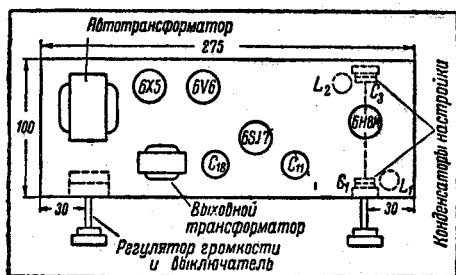 Автотрансформатор
275
6X5
6V6
L₂
C₃
6SJ7
6Н8М
100
C₁₈
C₁₁
C₁
L₁
Конденсаторы настройки
30
30
Выходной
трансформатор
Регулятор громкости
и выключатель